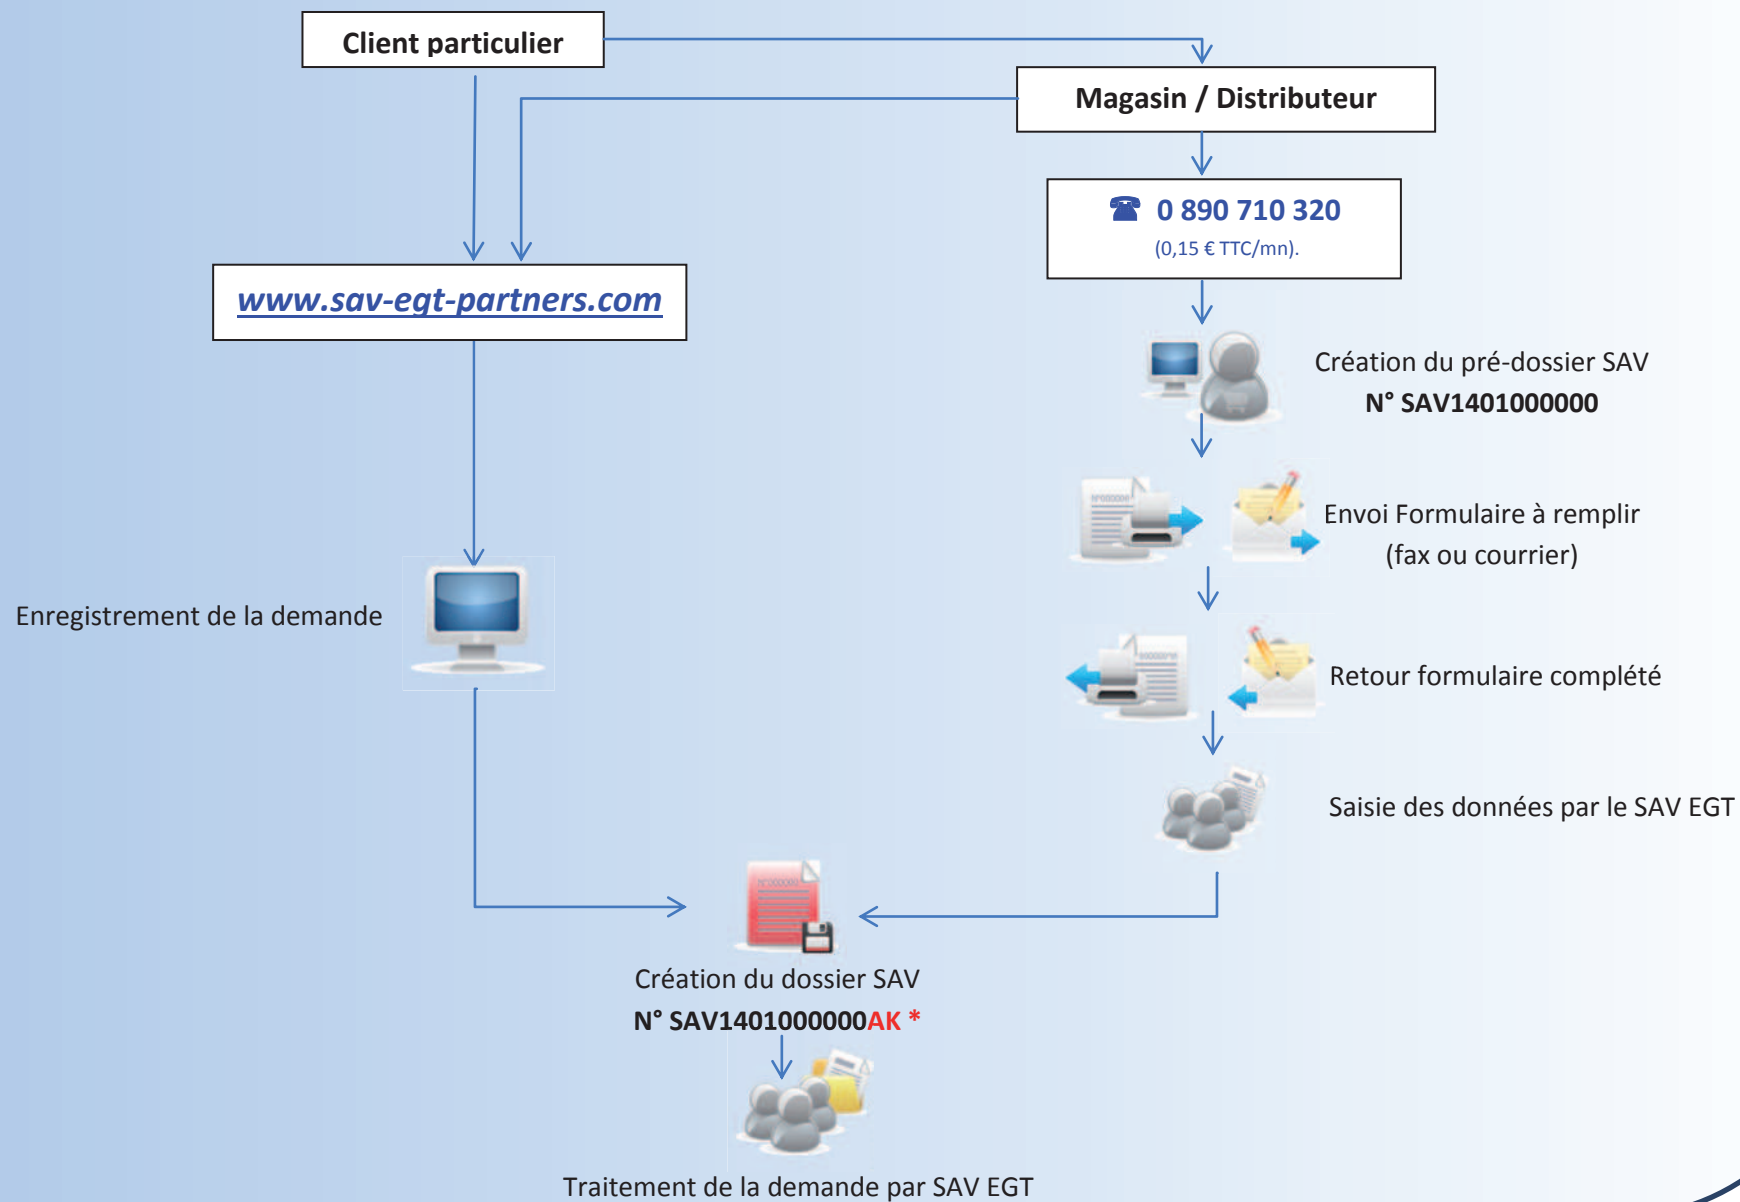 Client particulier
Magasin / Distributeur
☎ 0 890 710 320
(0,15 € TTC/mn).
www.sav-egt-partners.com
Création du pré-dossier SAV
N° SAV1401000000
Envoi Formulaire à remplir
(fax ou courrier)
Enregistrement de la demande
Retour formulaire complété
Saisie des données par le SAV EGT
Création du dossier SAV
N° SAV1401000000AK *
Traitement de la demande par SAV EGT